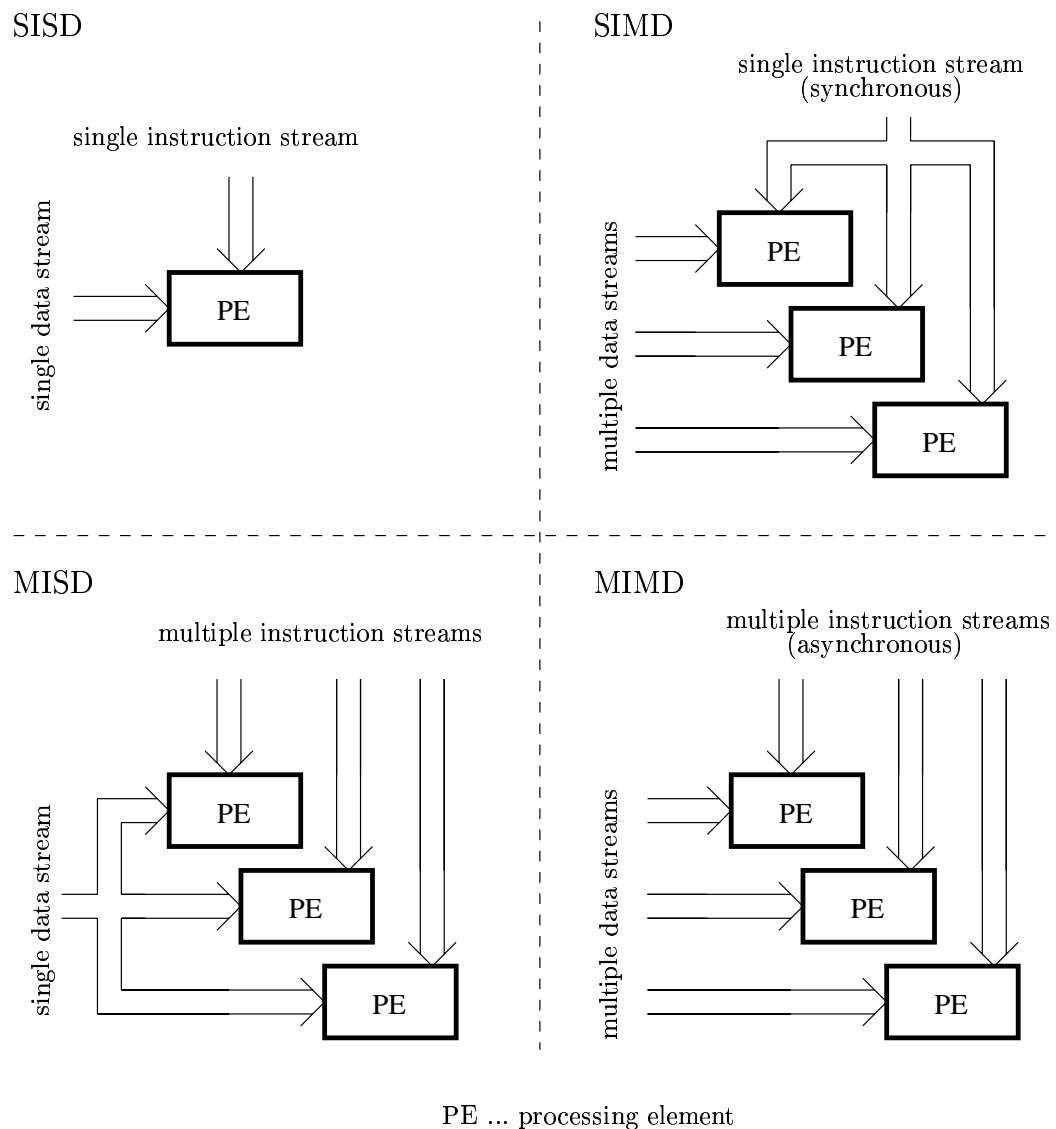 SISD
single instruction stream
single data stream
PE
SIMD
single instruction stream
(synchronous)
multiple data streams
PE
PE
PE
MISD
multiple instruction streams
single data stream
PE
PE
PE
MIMD
multiple instruction streams
(asynchronous)
multiple data streams
PE
PE
PE
PE ... processing element